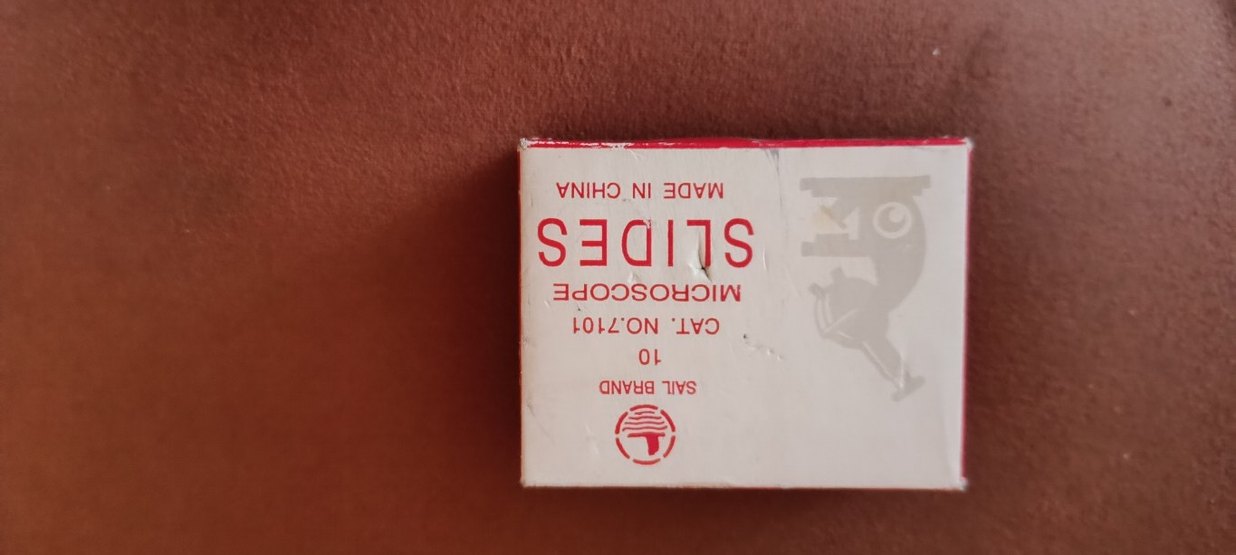 SAIL BRAND
10
CAT. NO.7101
MICROSCOPE
SLIDES
MADE IN CHINA